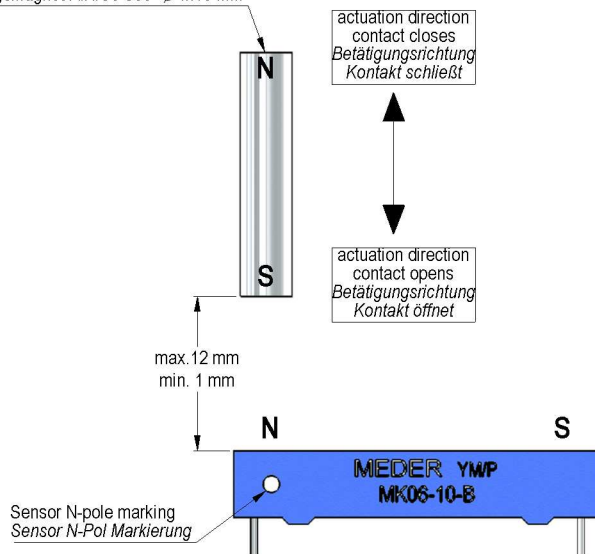 actuation direction
contact closes
Betätigungsrichtung
Kontakt schließt
N
S
actuation direction
contact opens
Betätigungsrichtung
Kontakt öffnet
max.12 mm
min. 1 mm
N
S
MEDER YM/P
MK06-10-B
Sensor N-pole marking
Sensor N-Pol Markierung